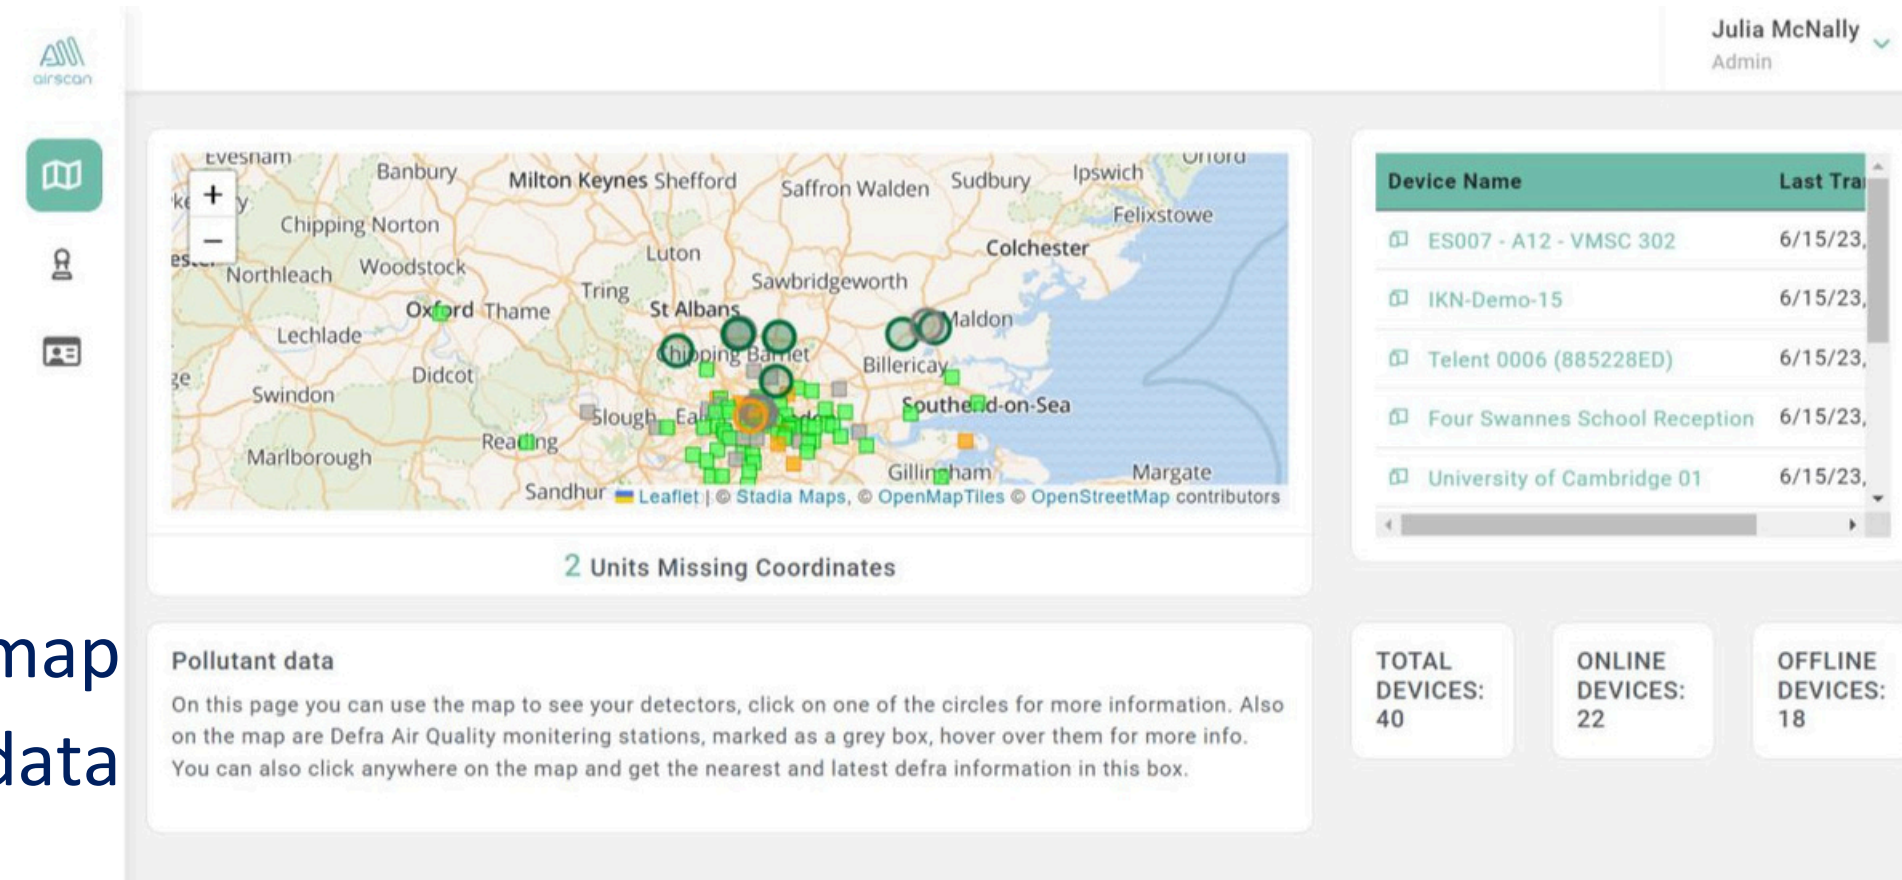 airscan
Julia McNally
Admin
Evesham
Banbury
Milton Keynes Shefford
Saffron Walden
Sudbury
Ipswich
Orford
+
−
Chipping Norton
Felixstowe
Luton
Colchester
Northleach
Woodstock
Sawbridgeworth
Tring
Oxford Thame
St Albans
Maldon
Lechlade
Chipping Barnet
Billericay
Didcot
Swindon
Slough
Southend-on-Sea
Reading
Marlborough
Gillingham
Margate
Sandhur
Leaflet | © Stadia Maps, © OpenMapTiles © OpenStreetMap contributors
2 Units Missing Coordinates
Device Name Last Tra
ES007 - A12 - VMSC 302 6/15/23,
IKN-Demo-15 6/15/23,
Telent 0006 (885228ED) 6/15/23,
Four Swannes School Reception 6/15/23,
University of Cambridge 01 6/15/23,
map
data
Pollutant data
On this page you can use the map to see your detectors, click on one of the circles for more information. Also
on the map are Defra Air Quality monitering stations, marked as a grey box, hover over them for more info.
You can also click anywhere on the map and get the nearest and latest defra information in this box.
TOTAL
DEVICES:
40
ONLINE
DEVICES:
22
OFFLINE
DEVICES:
18